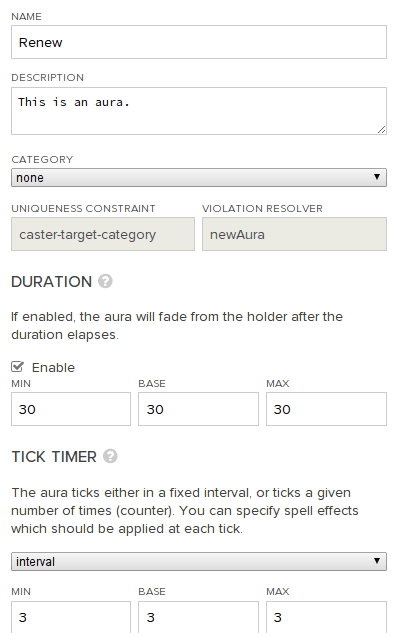 NAME
Renew
DESCRIPTION
This is an aura.
CATEGORY
none
UNIQUENESS CONSTRAINT VIOLATION RESOLVER
caster-target-category newAura
DURATION ?
If enabled, the aura will fade from the holder after the
duration elapses.
Enable
MIN BASE MAX
30 30 30
TICK TIMER ?
The aura ticks either in a fixed interval, or ticks a given
number of times (counter). You can specify spell effects
which should be applied at each tick.
interval
MIN BASE MAX
3 3 3